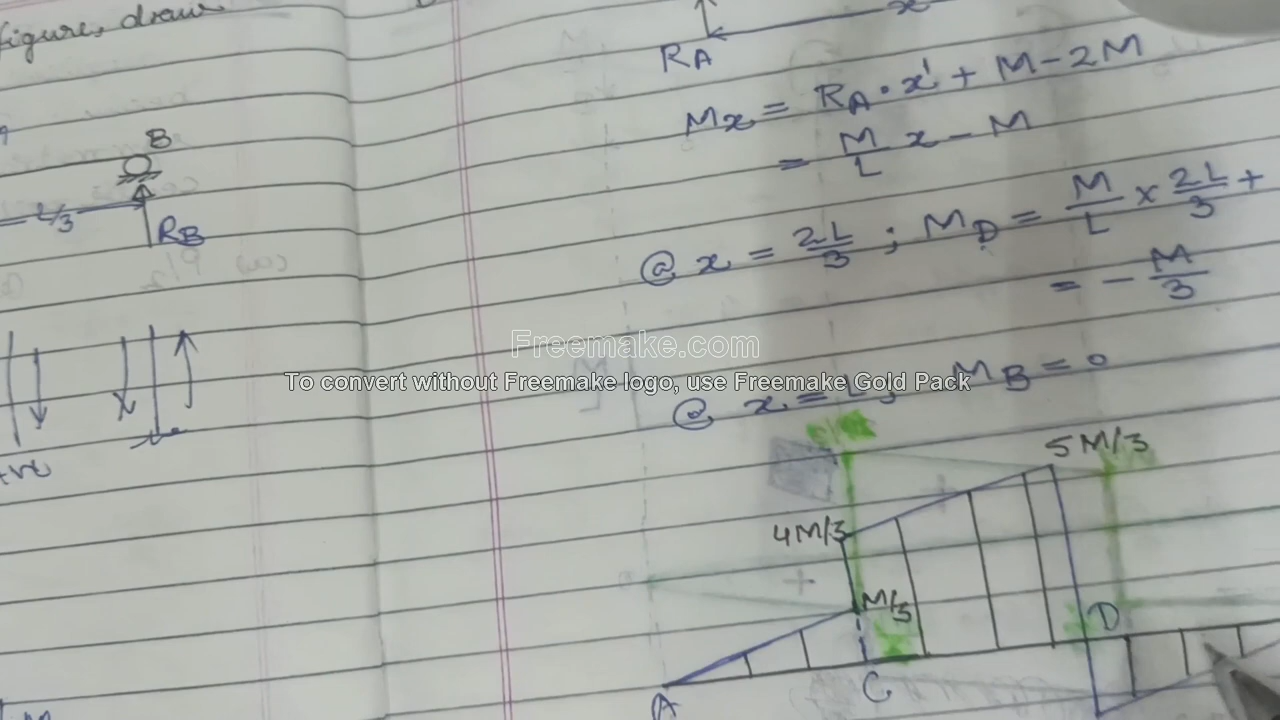 figure, draw
B
L/3
RB
+ve
RA
x
Mx = RA · x' + M - 2M
= M/L x - M
@ x = 2L/3 ; MD = M/L × 2L/3 +
= - M/3
Freemake.com
To convert without Freemake logo, use Freemake Gold Pack
@ x = L; MB = 0
5M/3
4M/3
+
+
M/3
D
A
C
M